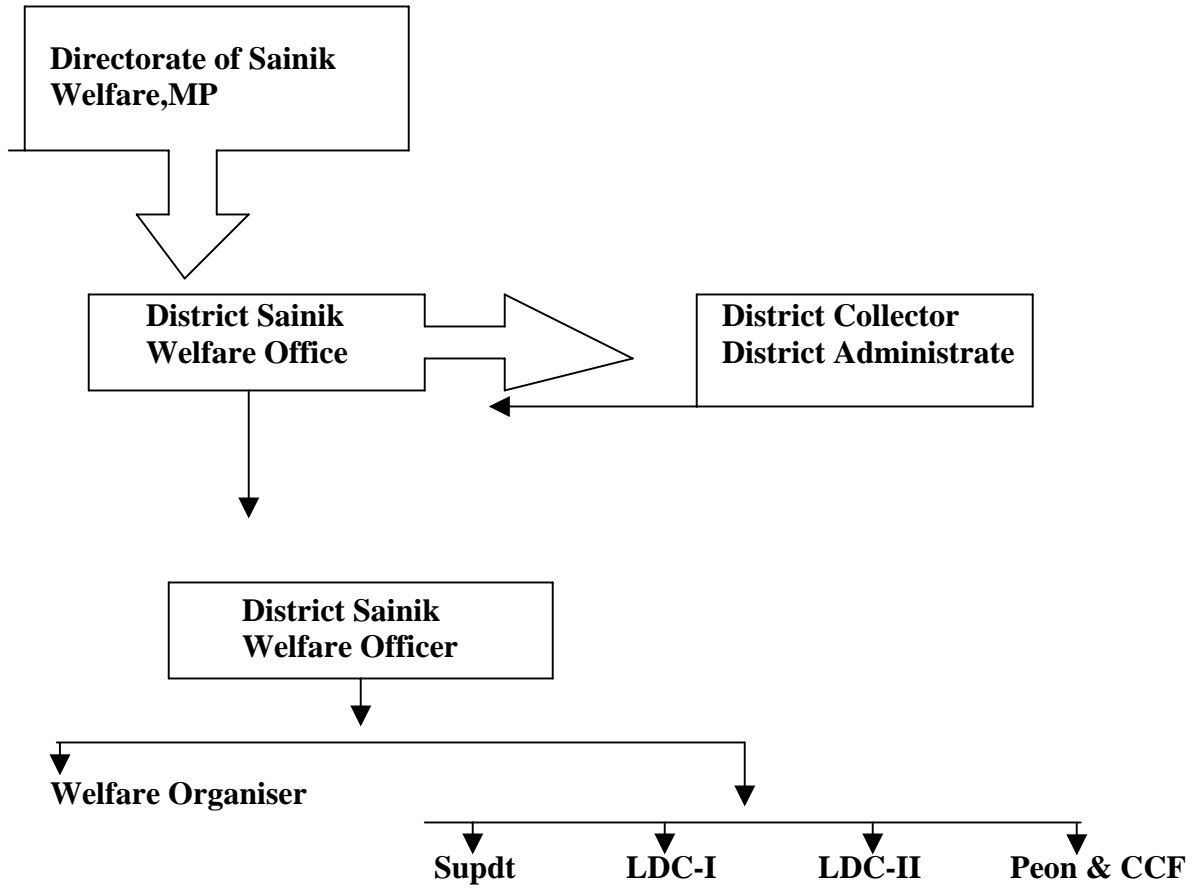 Directorate of Sainik
Welfare,MP
District Sainik
Welfare Office
District Collector
District Administrate
District Sainik
Welfare Officer
Welfare Organiser
Supdt LDC-I LDC-II Peon & CCF